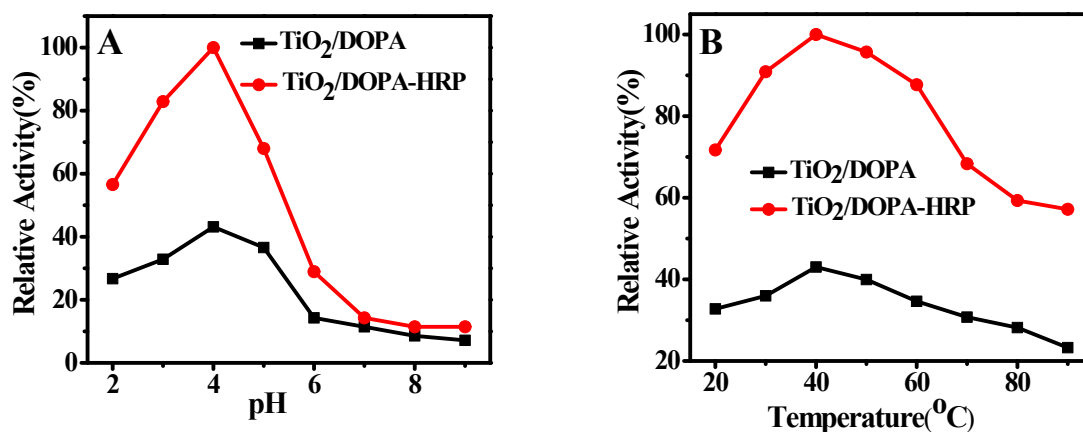 A
TiO2/DOPA
TiO2/DOPA-HRP
Relative Activity(%)
100
80
60
40
20
0
2 4 6 8
pH
B
TiO2/DOPA
TiO2/DOPA-HRP
Relative Activity(%)
100
80
60
40
20
20 40 60 80
Temperature(°C)